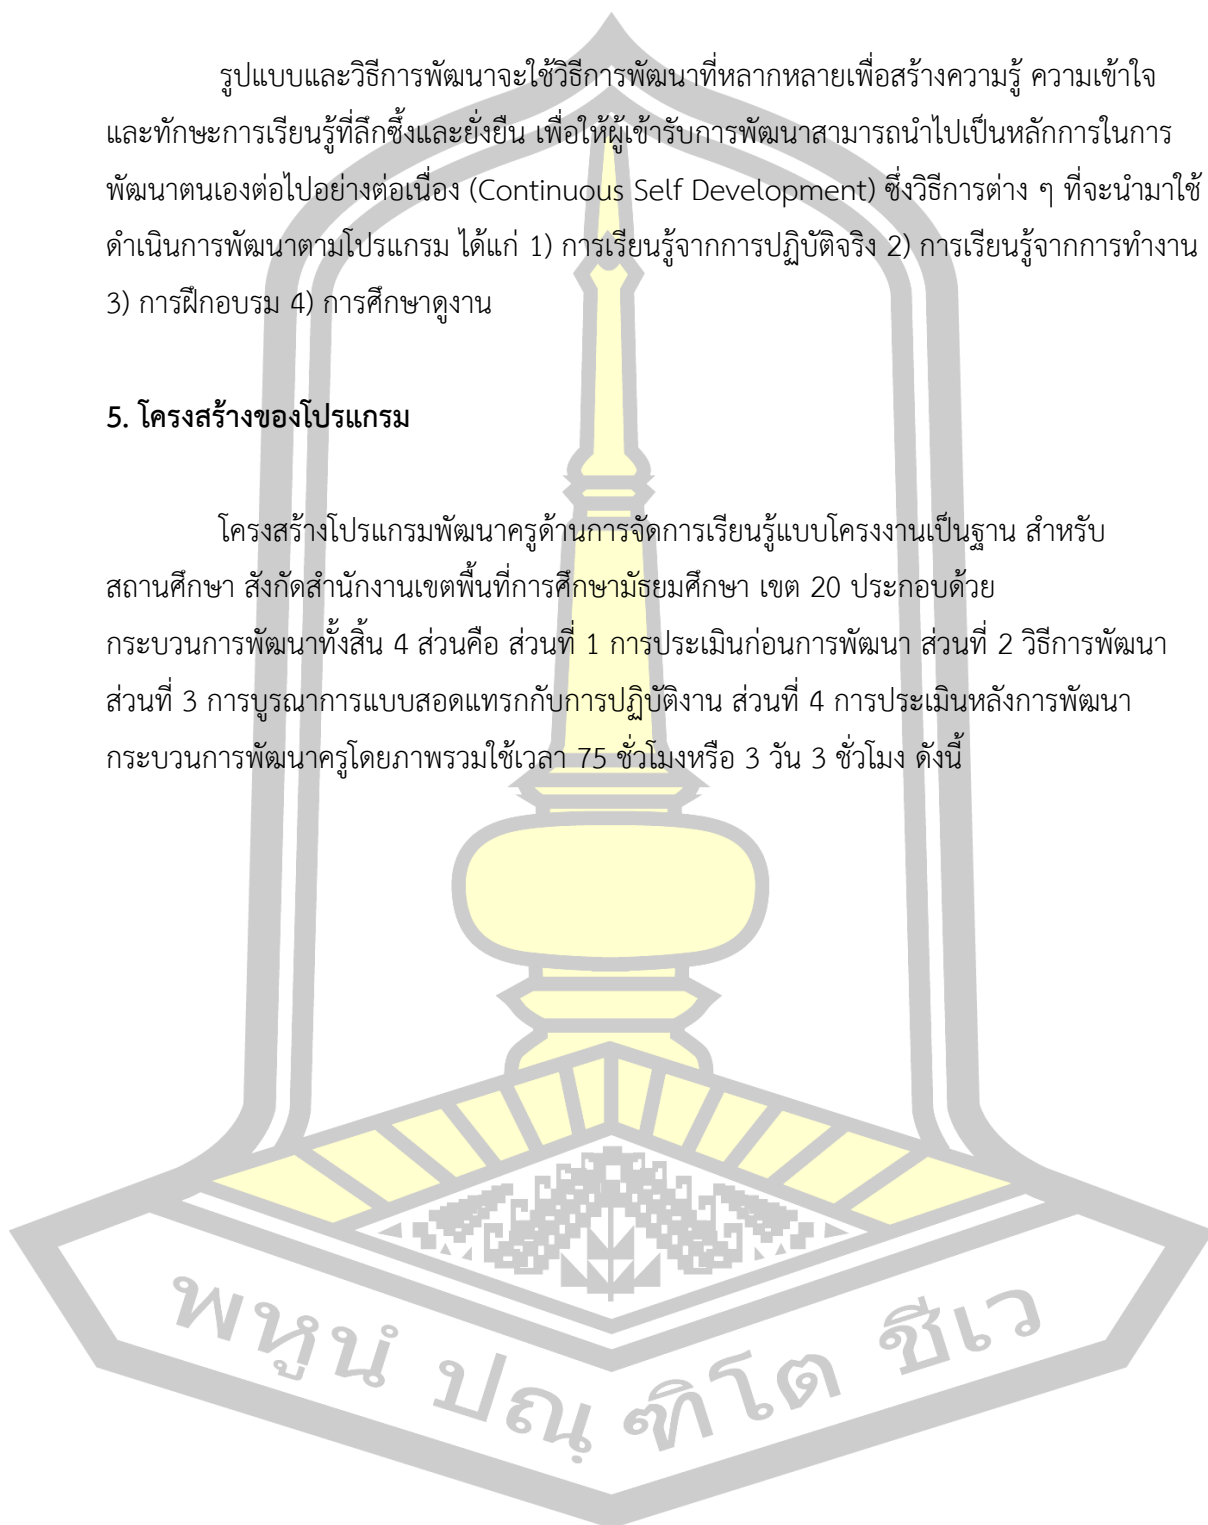 รูปแบบและวิธีการพัฒนาจะใช้วิธีการพัฒนาที่หลากหลายเพื่อสร้างความรู้ ความเข้าใจ
และทักษะการเรียนรู้ที่ลึกซึ้งและยั่งยืน เพื่อให้ผู้เข้ารับการพัฒนาสามารถนำไปเป็นหลักการในการ
พัฒนาตนเองต่อไปอย่างต่อเนื่อง (Continuous Self Development) ซึ่งวิธีการต่าง ๆ ที่จะนำมาใช้
ดำเนินการพัฒนาตามโปรแกรม ได้แก่ 1) การเรียนรู้จากการปฏิบัติจริง 2) การเรียนรู้จากการทำงาน
3) การฝึกอบรม 4) การศึกษาดูงาน
5. โครงสร้างของโปรแกรม
โครงสร้างโปรแกรมพัฒนาครูด้านการจัดการเรียนรู้แบบโครงงานเป็นฐาน สำหรับ
สถานศึกษา สังกัดสำนักงานเขตพื้นที่การศึกษามัธยมศึกษา เขต 20 ประกอบด้วย
กระบวนการพัฒนาทั้งสิ้น 4 ส่วนคือ ส่วนที่ 1 การประเมินก่อนการพัฒนา ส่วนที่ 2 วิธีการพัฒนา
ส่วนที่ 3 การบูรณาการแบบสอดแทรกกับการปฏิบัติงาน ส่วนที่ 4 การประเมินหลังการพัฒนา
กระบวนการพัฒนาครูโดยภาพรวมใช้เวลา 75 ชั่วโมงหรือ 3 วัน 3 ชั่วโมง ดังนี้
พหูนํ ปณฺ ฑิโต ชีเว